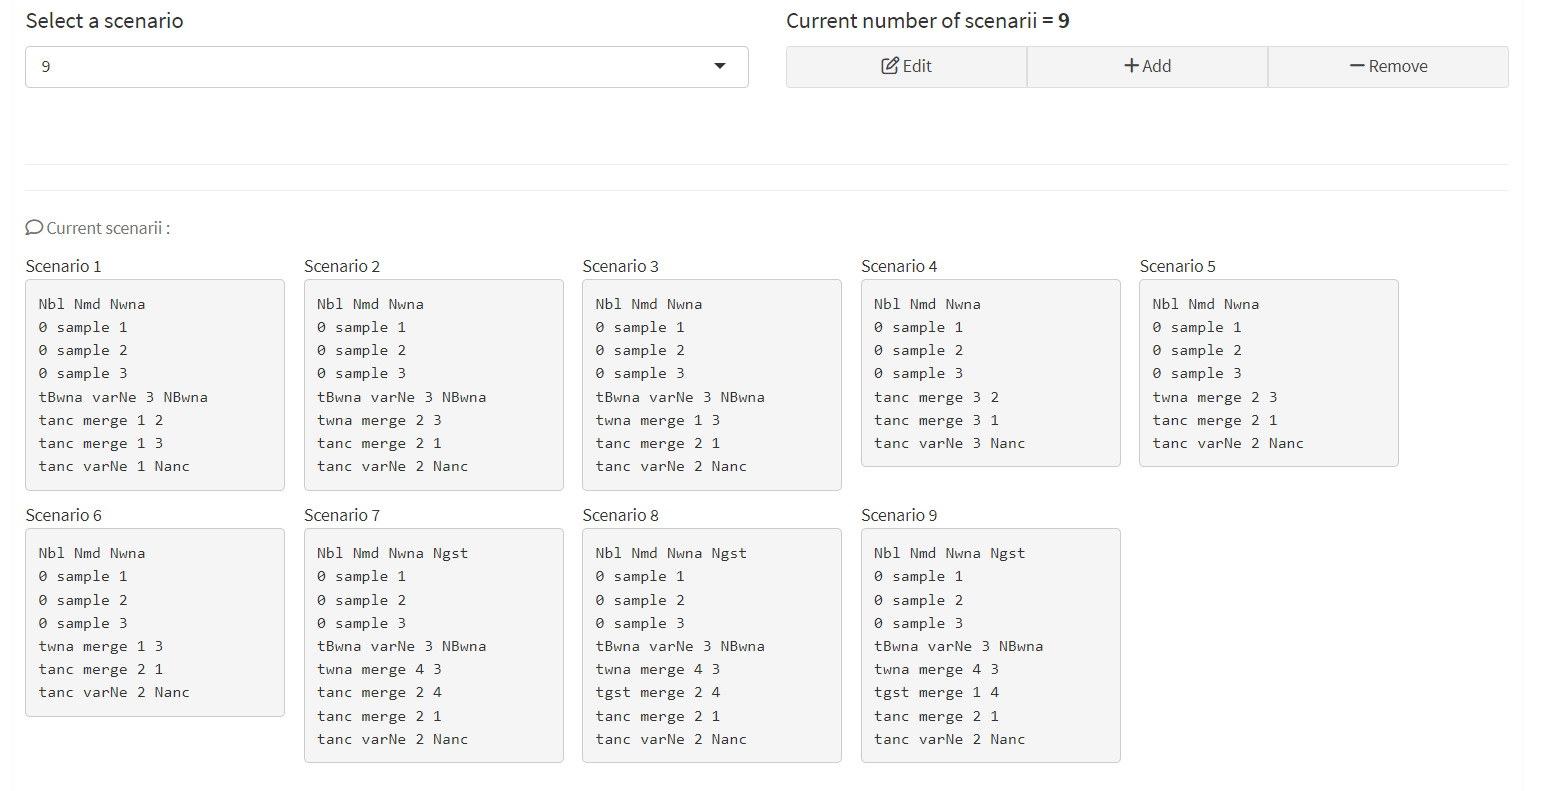 Select a scenario
Current number of scenarii = 9
9
Edit
Add
Remove
Current scenarii :
Scenario 1
Nbl Nmd Nwna
0 sample 1
0 sample 2
0 sample 3
tBwna varNe 3 NBwna
tanc merge 1 2
tanc merge 1 3
tanc varNe 1 Nanc
Scenario 2
Nbl Nmd Nwna
0 sample 1
0 sample 2
0 sample 3
tBwna varNe 3 NBwna
twna merge 2 3
tanc merge 2 1
tanc varNe 2 Nanc
Scenario 3
Nbl Nmd Nwna
0 sample 1
0 sample 2
0 sample 3
tBwna varNe 3 NBwna
twna merge 1 3
tanc merge 2 1
tanc varNe 2 Nanc
Scenario 4
Nbl Nmd Nwna
0 sample 1
0 sample 2
0 sample 3
tanc merge 3 2
tanc merge 3 1
tanc varNe 3 Nanc
Scenario 5
Nbl Nmd Nwna
0 sample 1
0 sample 2
0 sample 3
twna merge 2 3
tanc merge 2 1
tanc varNe 2 Nanc
Scenario 6
Nbl Nmd Nwna
0 sample 1
0 sample 2
0 sample 3
twna merge 1 3
tanc merge 2 1
tanc varNe 2 Nanc
Scenario 7
Nbl Nmd Nwna Ngst
0 sample 1
0 sample 2
0 sample 3
tBwna varNe 3 NBwna
twna merge 4 3
tanc merge 2 4
tanc merge 2 1
tanc varNe 2 Nanc
Scenario 8
Nbl Nmd Nwna Ngst
0 sample 1
0 sample 2
0 sample 3
tBwna varNe 3 NBwna
twna merge 4 3
tgst merge 2 4
tanc merge 2 1
tanc varNe 2 Nanc
Scenario 9
Nbl Nmd Nwna Ngst
0 sample 1
0 sample 2
0 sample 3
tBwna varNe 3 NBwna
twna merge 4 3
tgst merge 1 4
tanc merge 2 1
tanc varNe 2 Nanc